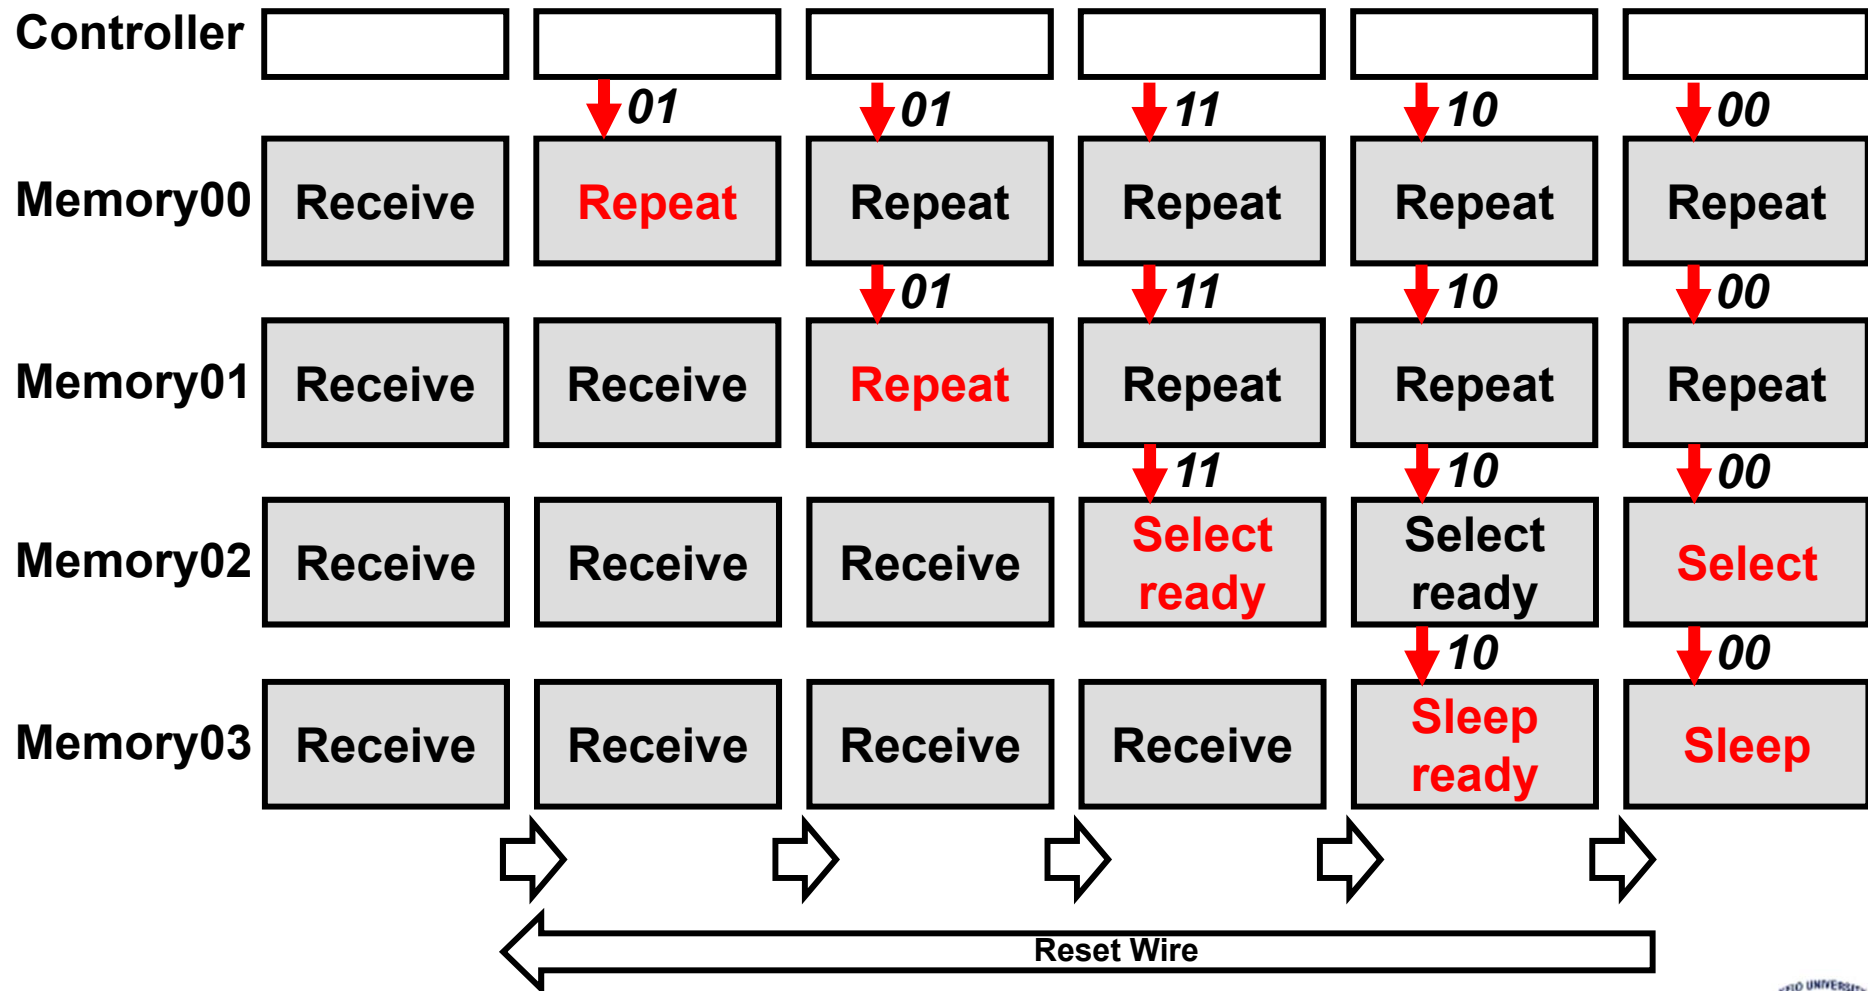 Controller
01 01 11 10 00
Memory00 Receive Repeat Repeat Repeat Repeat Repeat
01 11 10 00
Memory01 Receive Receive Repeat Repeat Repeat Repeat
11 10 00
Memory02 Receive Receive Receive Select ready Select ready Select
10 00
Memory03 Receive Receive Receive Receive Sleep ready Sleep
Reset Wire